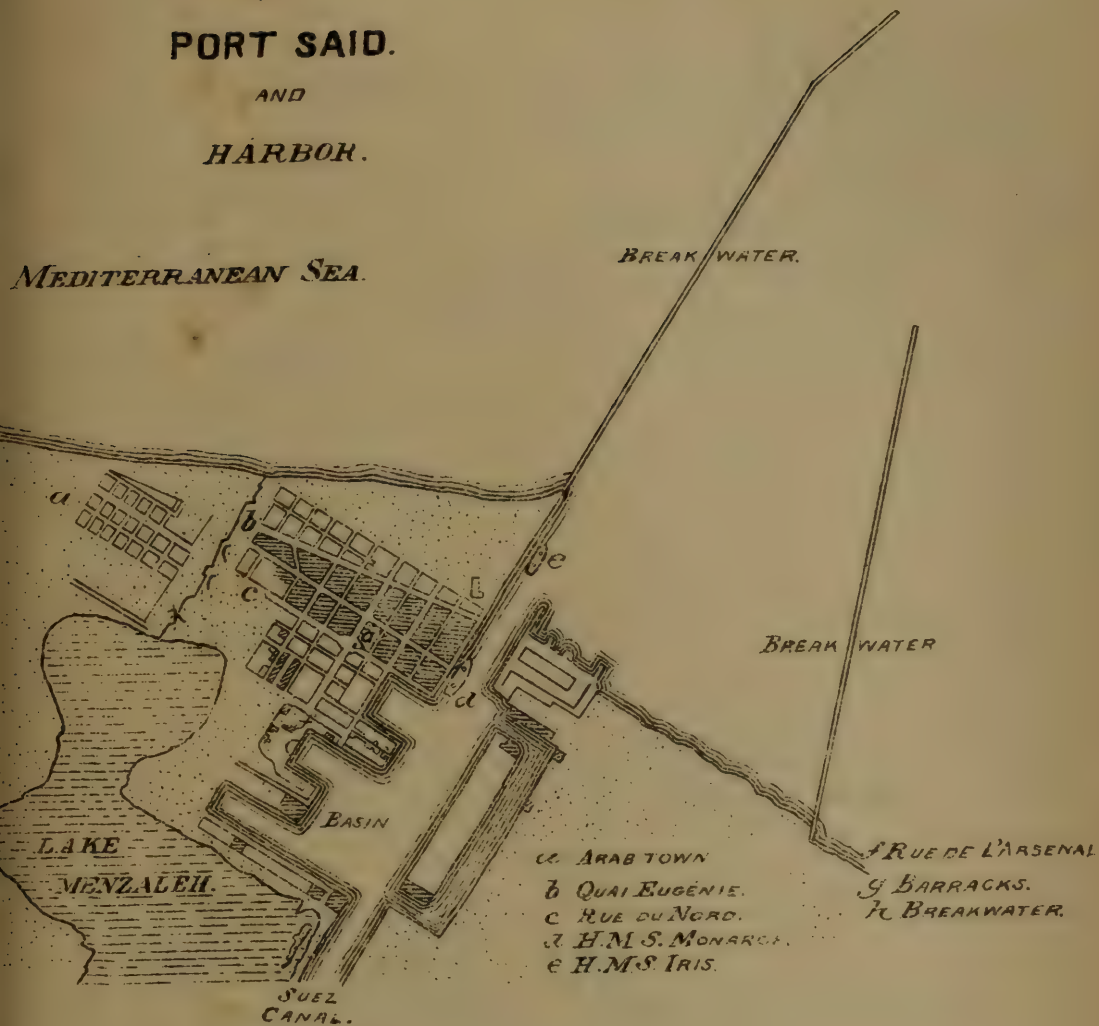 PORT SAID.
AND
HARBOR.
MEDITERRANEAN SEA.
BREAK WATER.
BREAK WATER
a
b
c
d
e
BASIN
LAKE
MENZALEH.
SUEZ
CANAL.
a ARAB TOWN
b QUAI EUGÉNIE.
c RUE DU NORD.
d H.M.S. MONARCH.
e H.M.S. IRIS.
f RUE DE L'ARSENAL
g BARRACKS.
h BREAKWATER.